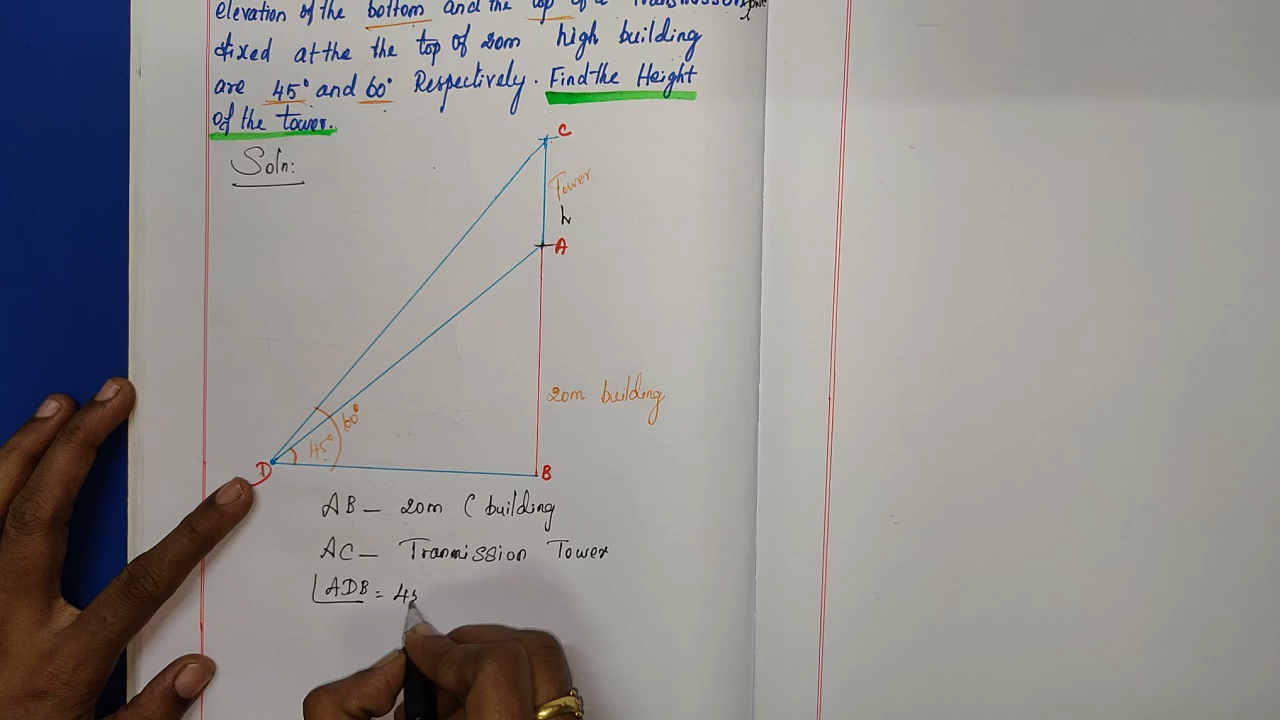 elevation of the bottom and the top of a
fixed at the the top of 20m high building
are 45° and 60° Respectively. Find the Height
of the tower.
Soln:
C
Tower
h
A
20m building
60°
45°
D
B
AB - 20m ( building
AC - Tranmission Tower
ADB = 45